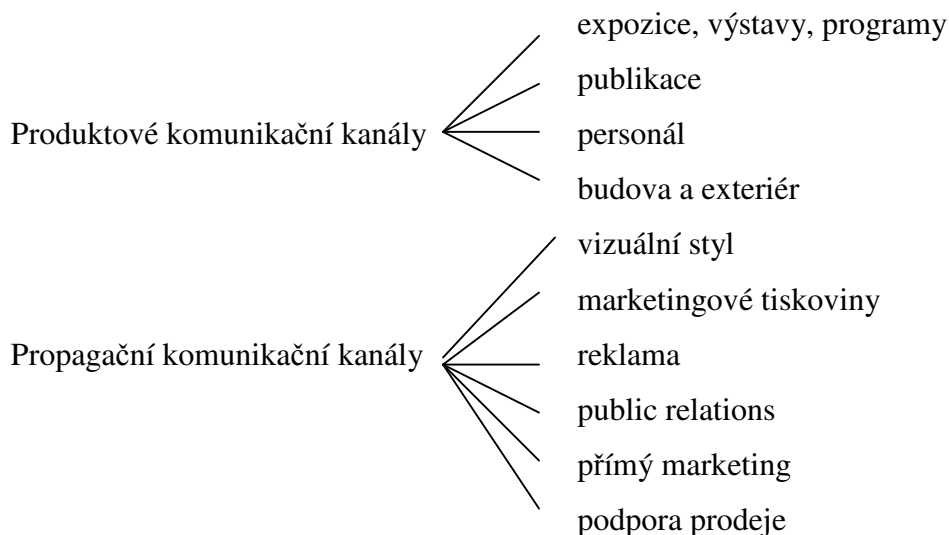 expozice, výstavy, programy
publikace
Produktové komunikační kanály
personál
budova a exteriér
vizuální styl
marketingové tiskoviny
Propagační komunikační kanály
reklama
public relations
přímý marketing
podpora prodeje